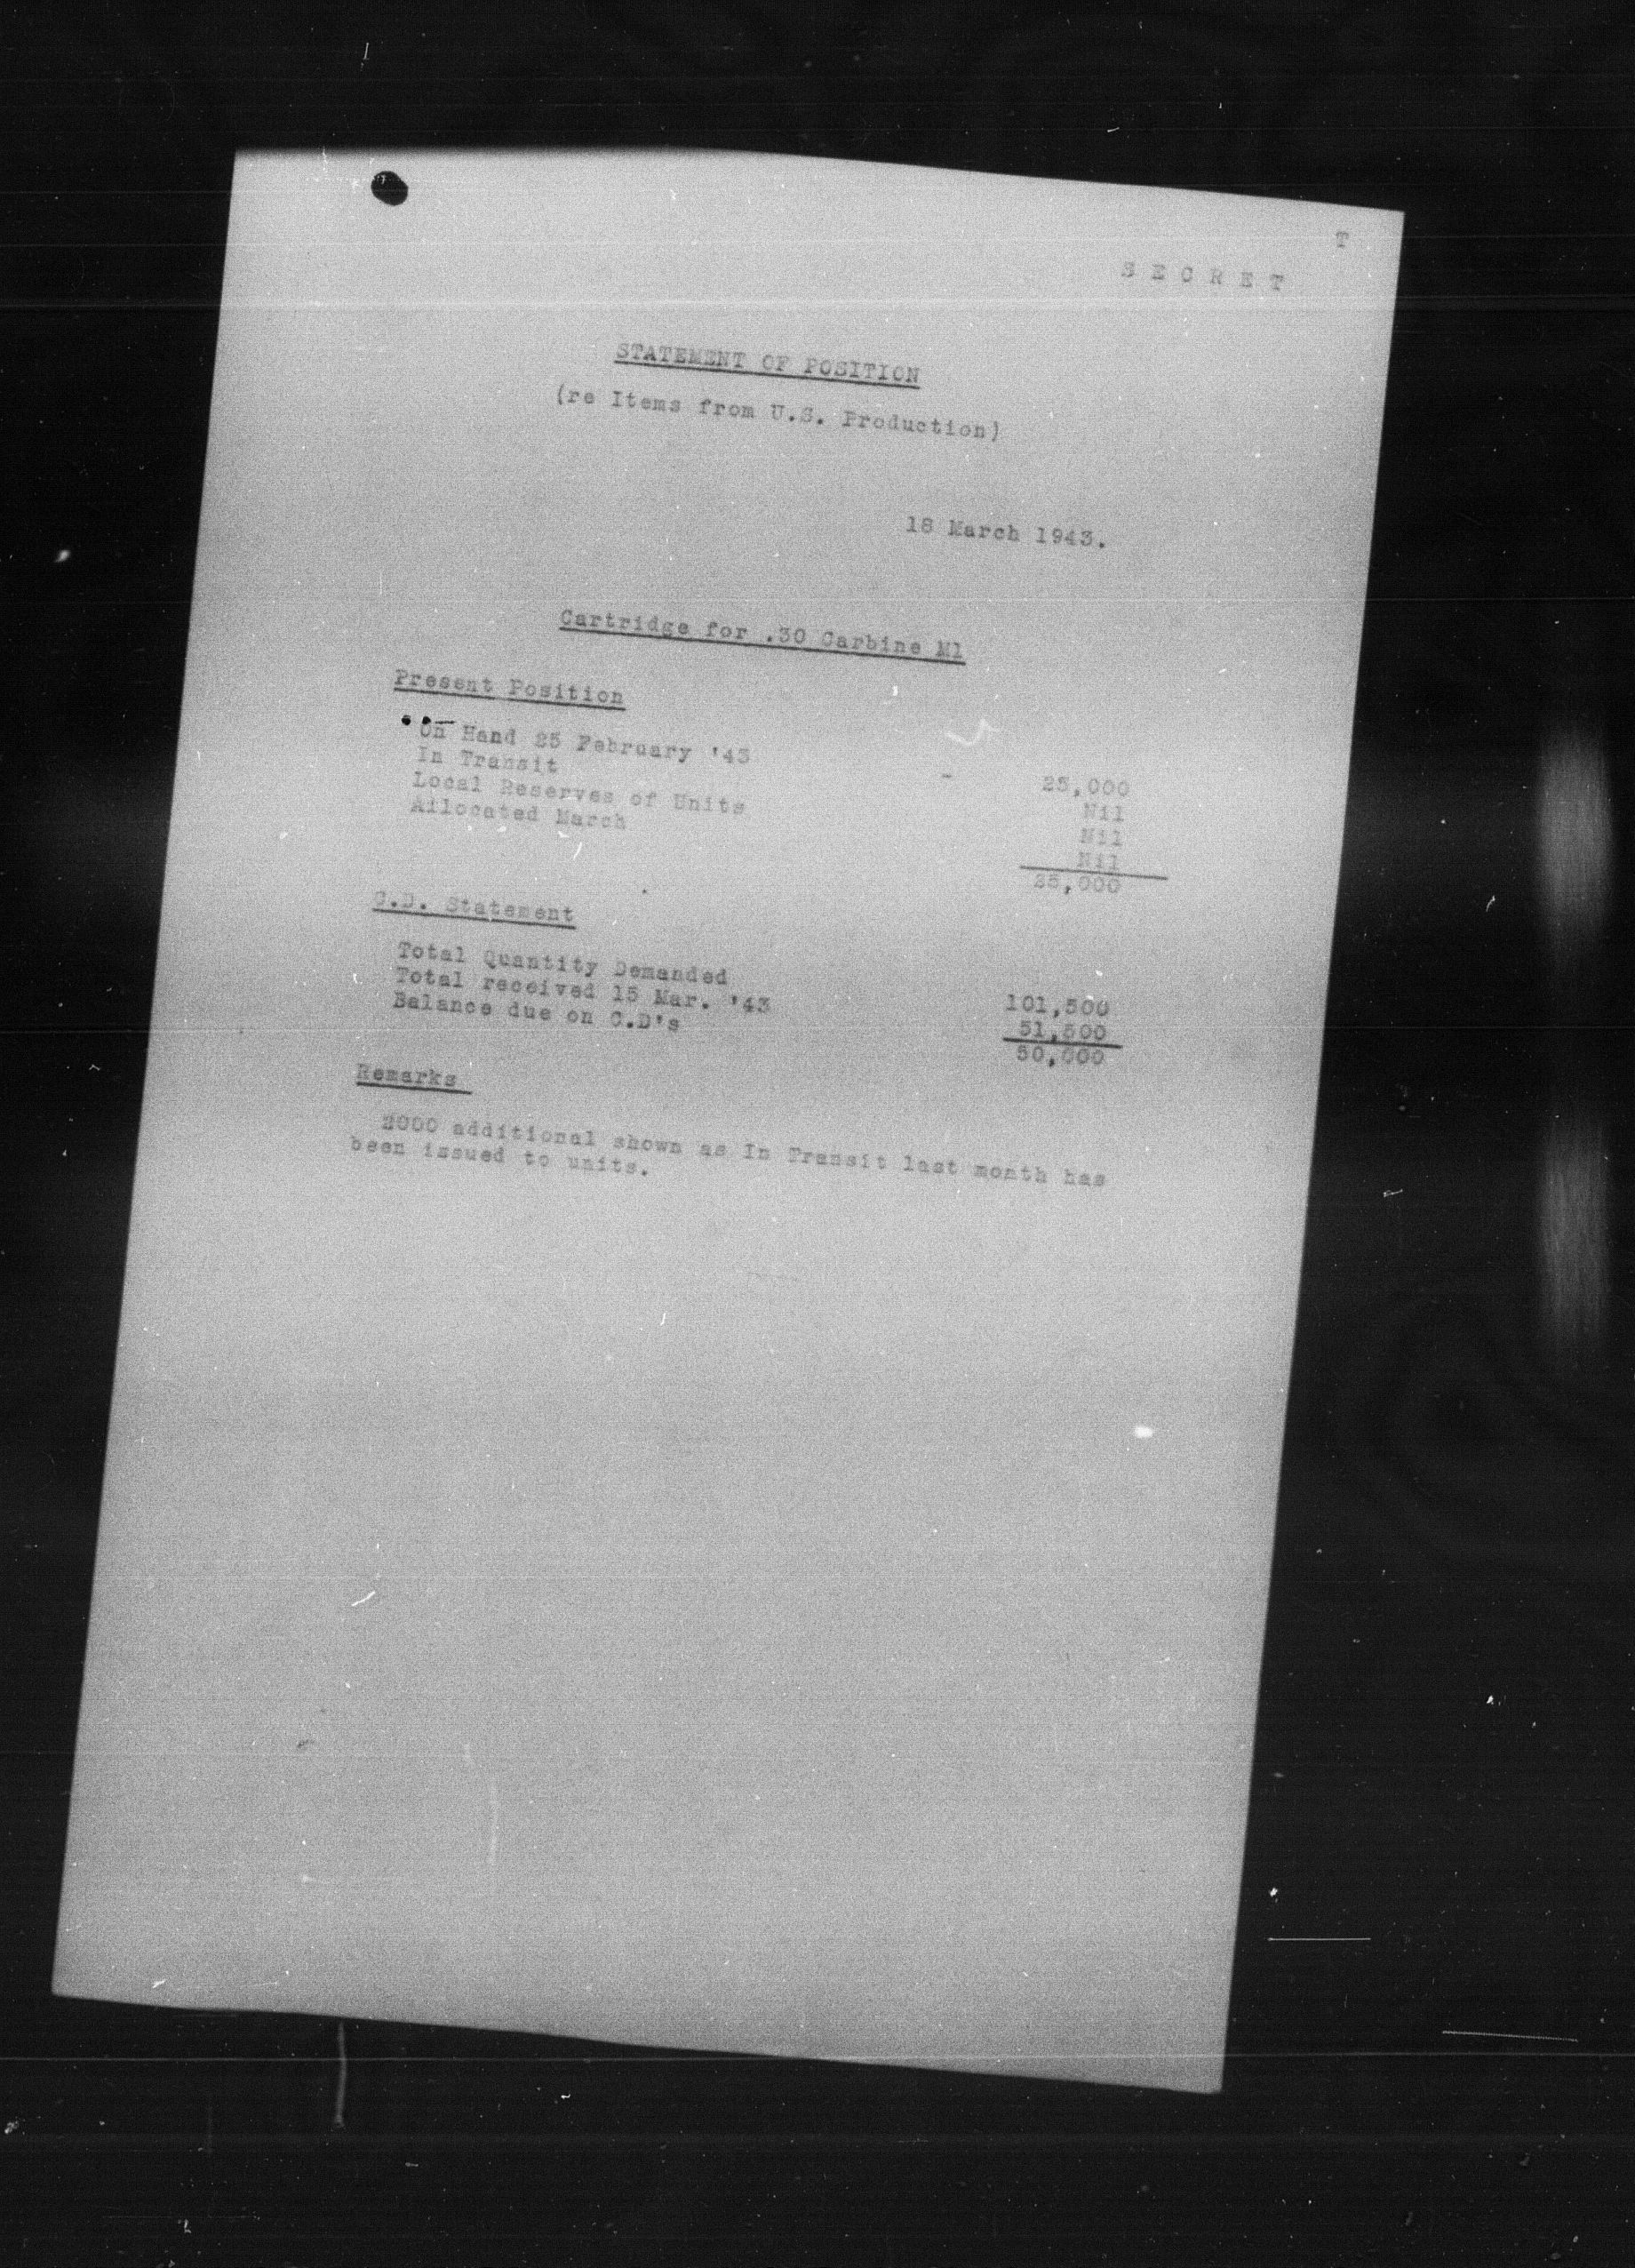 T
S E C R E T
STATEMENT OF POSITION
(re Items from U.S. Production)
18 March 1943.
Cartridge for .30 Carbine M1
Present Position
On Hand 25 February '43 25,000
In Transit - Nil
Local Reserves of Units Nil
Allocated March Nil
25,000
C.D. Statement
Total Quantity Demanded 101,500
Total received 15 Mar. '43 51,500
Balance due on C.D's 50,000
Remarks
2000 additional shown as In Transit last month has
been issued to units.